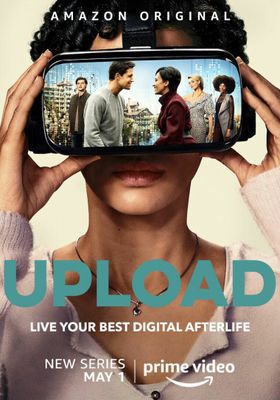 AMAZON ORIGINAL
UPLOAD
LIVE YOUR BEST DIGITAL AFTERLIFE
NEW SERIES
MAY 1
prime video